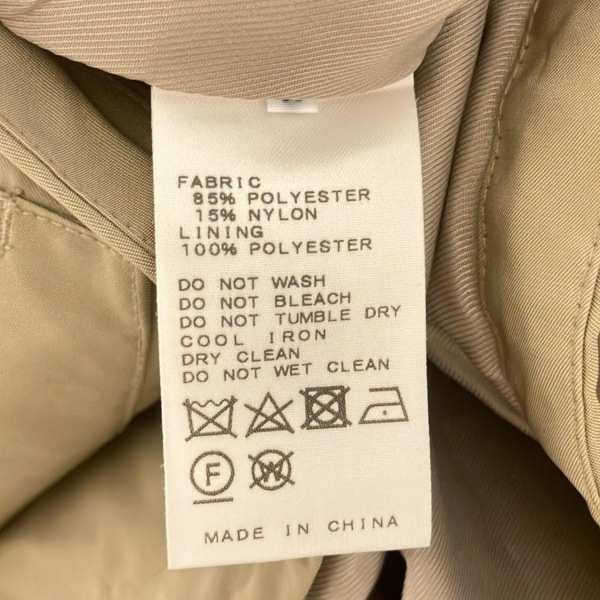 FABRIC
85% POLYESTER
15% NYLON
LINING
100% POLYESTER
DO NOT WASH
DO NOT BLEACH
DO NOT TUMBLE DRY
COOL IRON
DRY CLEAN
DO NOT WET CLEAN
F W
MADE IN CHINA